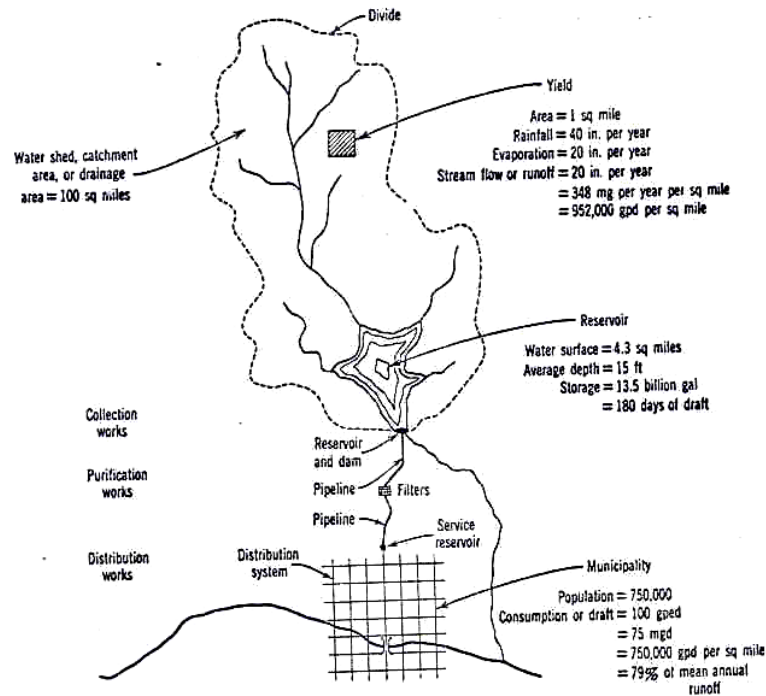 Divide
Yield
Area = 1 sq mile
Rainfall = 40 in. per year
Evaporation = 20 in. per year
Stream flow or runoff = 20 in. per year
= 348 mg per year per sq mile
= 952,000 gpd per sq mile
Water shed, catchment
area, or drainage
area = 100 sq miles
Reservoir
Water surface = 4.3 sq miles
Average depth = 15 ft
Storage = 13.5 billion gal
= 180 days of draft
Collection
works
Reservoir
and dam
Purification
works
Pipeline
Filters
Pipeline
Service
reservoir
Distribution
works
Distribution
system
Municipality
Population = 750,000
Consumption or draft = 100 gped
= 75 mgd
= 750,000 gpd per sq mile
= 79% of mean annual
runoff